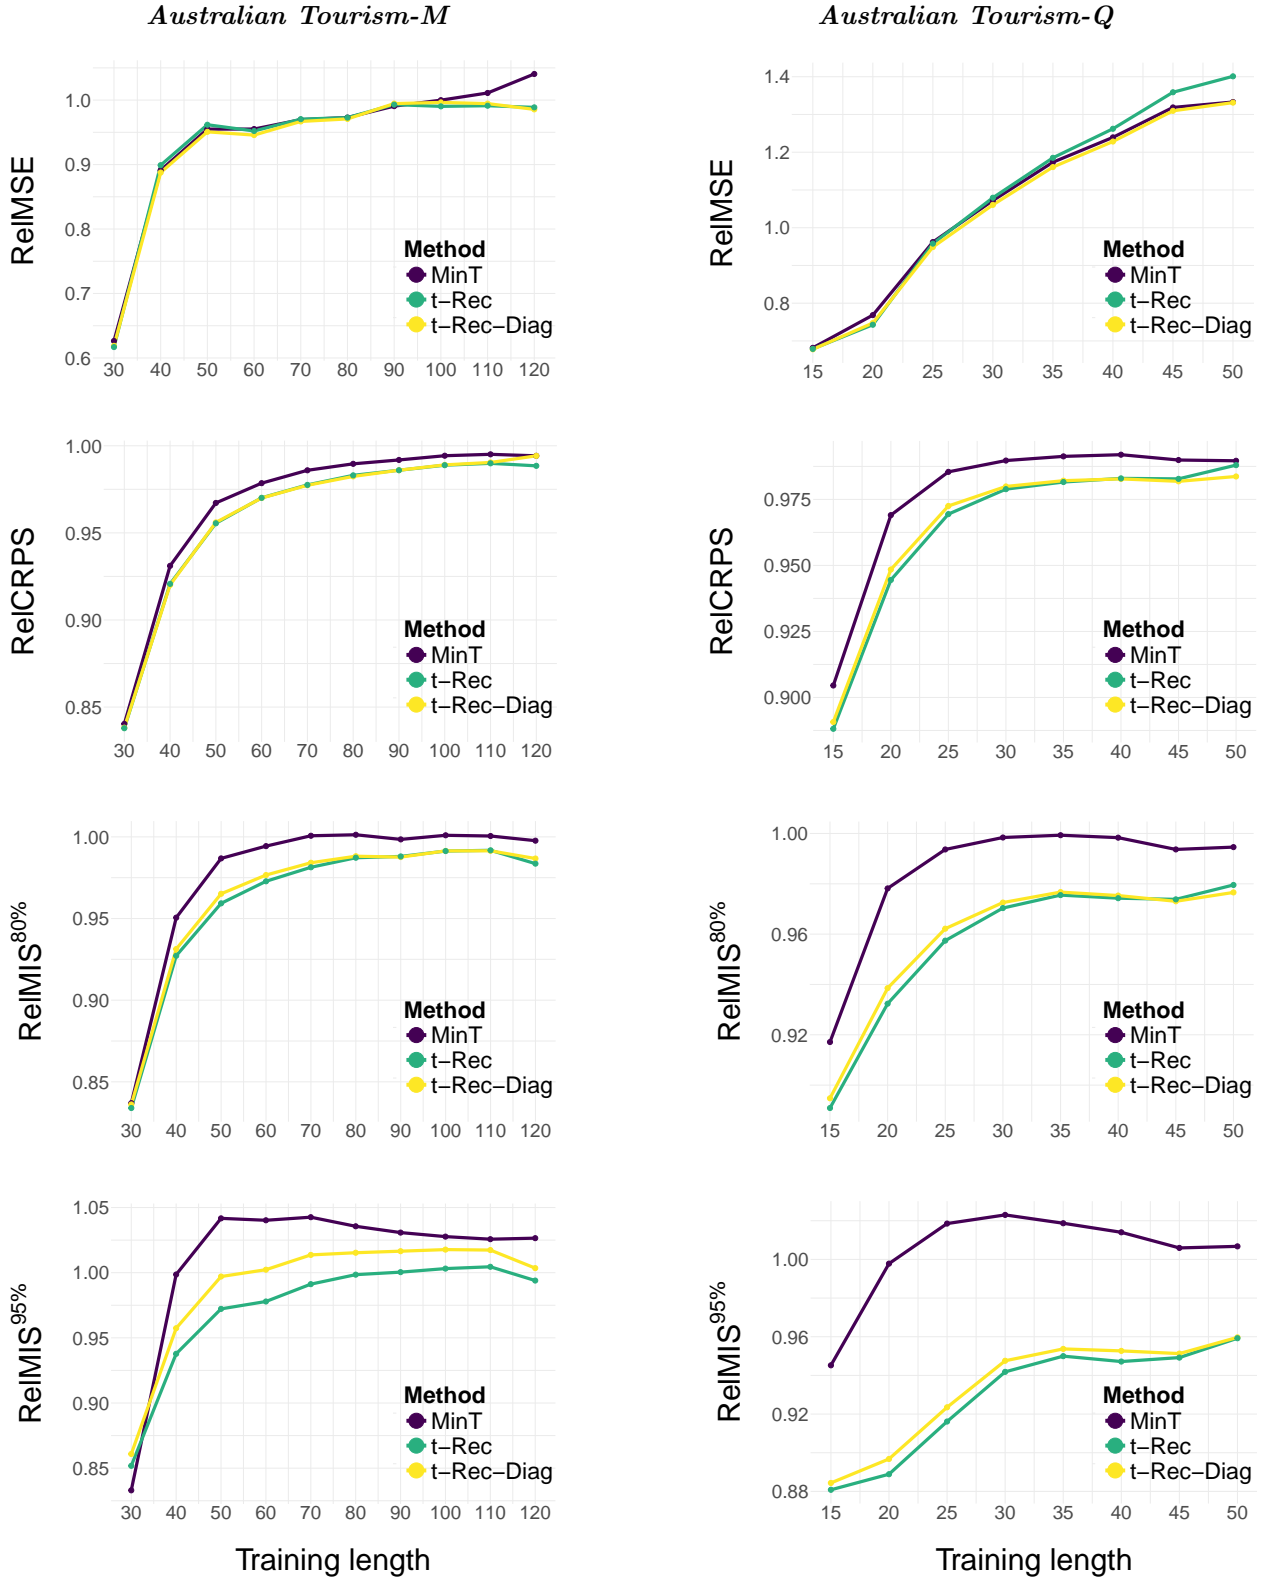 Australian Tourism-M
Australian Tourism-Q
RelMSE
1.0
0.9
0.8
0.7
0.6
30 40 50 60 70 80 90 100 110 120
Method
MinT
t−Rec
t−Rec−Diag
RelMSE
1.4
1.2
1.0
0.8
15 20 25 30 35 40 45 50
Method
MinT
t−Rec
t−Rec−Diag
RelCRPS
1.00
0.95
0.90
0.85
30 40 50 60 70 80 90 100 110 120
Method
MinT
t−Rec
t−Rec−Diag
RelCRPS
0.975
0.950
0.925
0.900
15 20 25 30 35 40 45 50
Method
MinT
t−Rec
t−Rec−Diag
RelMIS80%
1.00
0.95
0.90
0.85
30 40 50 60 70 80 90 100 110 120
Method
MinT
t−Rec
t−Rec−Diag
RelMIS80%
1.00
0.96
0.92
15 20 25 30 35 40 45 50
Method
MinT
t−Rec
t−Rec−Diag
RelMIS95%
1.05
1.00
0.95
0.90
0.85
30 40 50 60 70 80 90 100 110 120
Method
MinT
t−Rec
t−Rec−Diag
Training length
RelMIS95%
1.00
0.96
0.92
0.88
15 20 25 30 35 40 45 50
Method
MinT
t−Rec
t−Rec−Diag
Training length